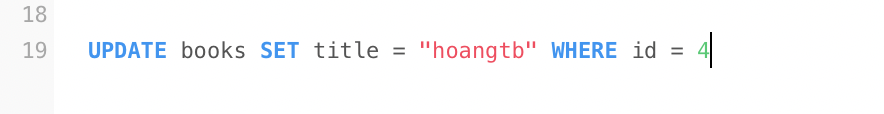 18
19 UPDATE books SET title = "hoangtb" WHERE id = 4